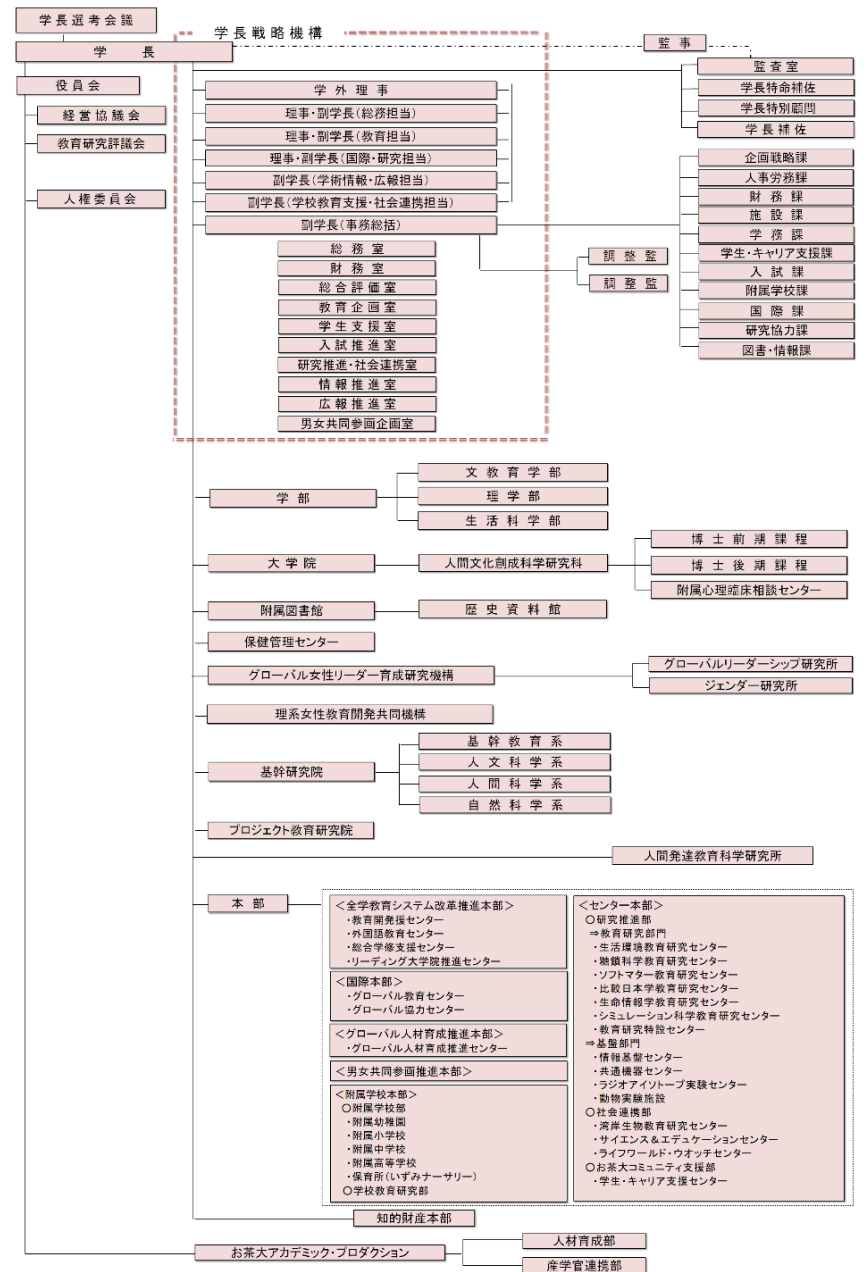 学長選考会議
学長
学長戦略機構
監事
役員会
経営協議会
教育研究評議会
人権委員会
学外理事
理事・副学長(総務担当)
理事・副学長(教育担当)
理事・副学長(国際・研究担当)
副学長(学術情報・広報担当)
副学長(学校教育支援・社会連携担当)
副学長(事務総括)
総務室
財務室
総合評価室
教育企画室
学生支援室
入試推進室
研究推進・社会連携室
情報推進室
広報推進室
男女共同参画企画室
調整監
調整監
監査室
学長特命補佐
学長特別顧問
学長補佐
企画戦略課
人事労務課
財務課
施設課
学務課
学生・キャリア支援課
入試課
附属学校課
国際課
研究協力課
図書・情報課
学部
文教育学部
理学部
生活科学部
大学院
人間文化創成科学研究科
博士前期課程
博士後期課程
附属心理臨床相談センター
附属図書館
歴史資料館
保健管理センター
グローバル女性リーダー育成研究機構
グローバルリーダーシップ研究所
ジェンダー研究所
理系女性教育開発共同機構
基幹研究院
基幹教育系
人文科学系
人間科学系
自然科学系
プロジェクト教育研究院
人間発達教育科学研究所
本部
<全学教育システム改革推進本部>
・教育開発援センター
・外国語教育センター
・総合学修支援センター
・リーディング大学院推進センター
<国際本部>
・グローバル教育センター
・グローバル協力センター
<グローバル人材育成推進本部>
・グローバル人材育成推進センター
<男女共同参画推進本部>
<附属学校本部>
○附属学校部
・附属幼稚園
・附属小学校
・附属中学校
・附属高等学校
・保育所(いずみナーサリー)
○学校教育研究部
<センター本部>
○研究推進部
⇒教育研究部門
・生活環境教育研究センター
・糖鎖科学教育研究センター
・ソフトマター教育研究センター
・比較日本学教育研究センター
・生命情報学教育研究センター
・シミュレーション科学教育研究センター
・教育研究特設センター
⇒基盤部門
・情報基盤センター
・共通機器センター
・ラジオアイソトープ実験センター
・動物実験施設
○社会連携部
・湾岸生物教育研究センター
・サイエンス&エデュケーションセンター
・ライフワールド・ウオッチセンター
○お茶大コミュニティ支援部
・学生・キャリア支援センター
知的財産本部
お茶大アカデミック・プロダクション
人材育成部
産学官連携部